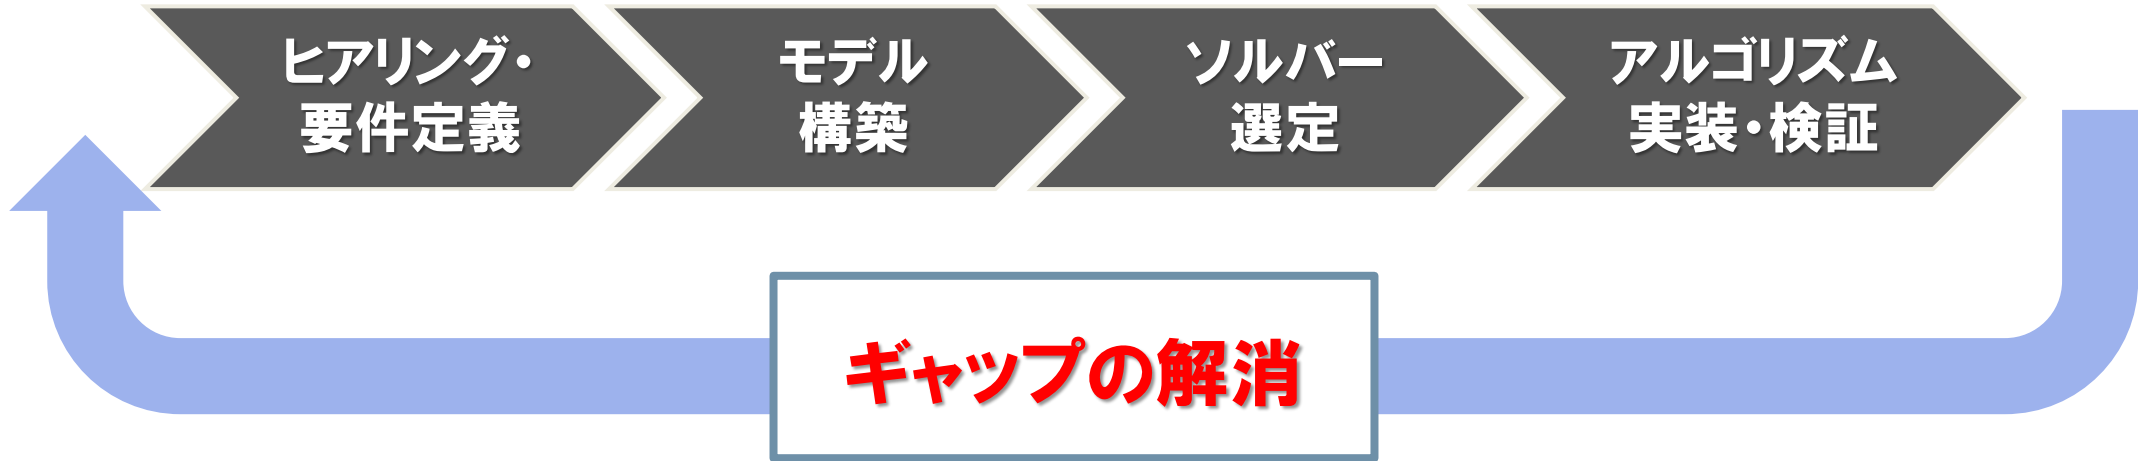 ヒアリング・
要件定義
モデル
構築
ソルバー
選定
アルゴリズム
実装・検証
ギャップの解消